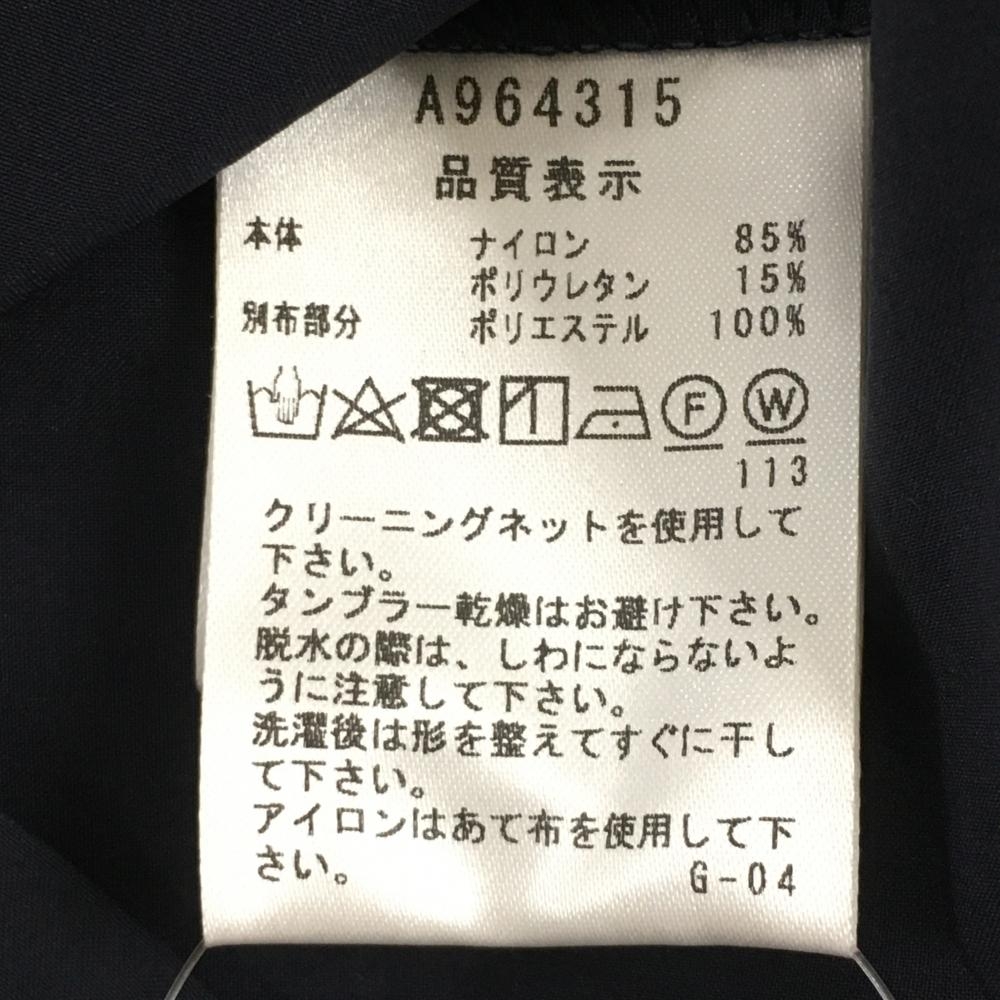 A964315
品質表示
本体 ナイロン 85%
ポリウレタン 15%
別布部分 ポリエステル 100%
F W
113
クリーニングネットを使用して
下さい。
タンブラー乾燥はお避け下さい。
脱水の際は、しわにならないよ
うに注意して下さい。
洗濯後は形を整えてすぐに干し
て下さい。
アイロンはあて布を使用して下
さい。 G-04